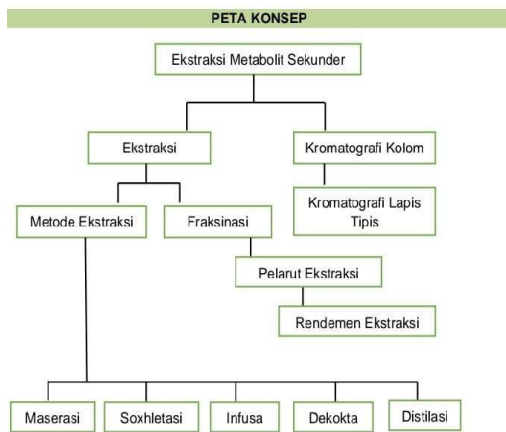 PETA KONSEP
Ekstraksi Metabolit Sekunder
Ekstraksi
Kromatografi Kolom
Metode Ekstraksi
Fraksinasi
Kromatografi Lapis
Tipis
Pelarut Ekstraksi
Rendemen Ekstraksi
Maserasi
Soxhletasi
Infusa
Dekokta
Distilasi